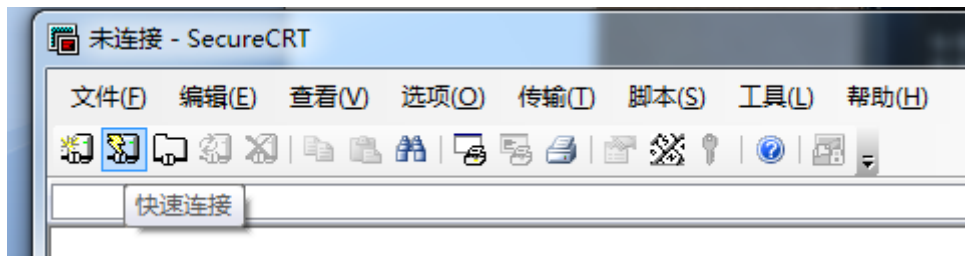 未连接 - SecureCRT
文件(F) 编辑(E) 查看(V) 选项(O) 传输(T) 脚本(S) 工具(L) 帮助(H)
快速连接